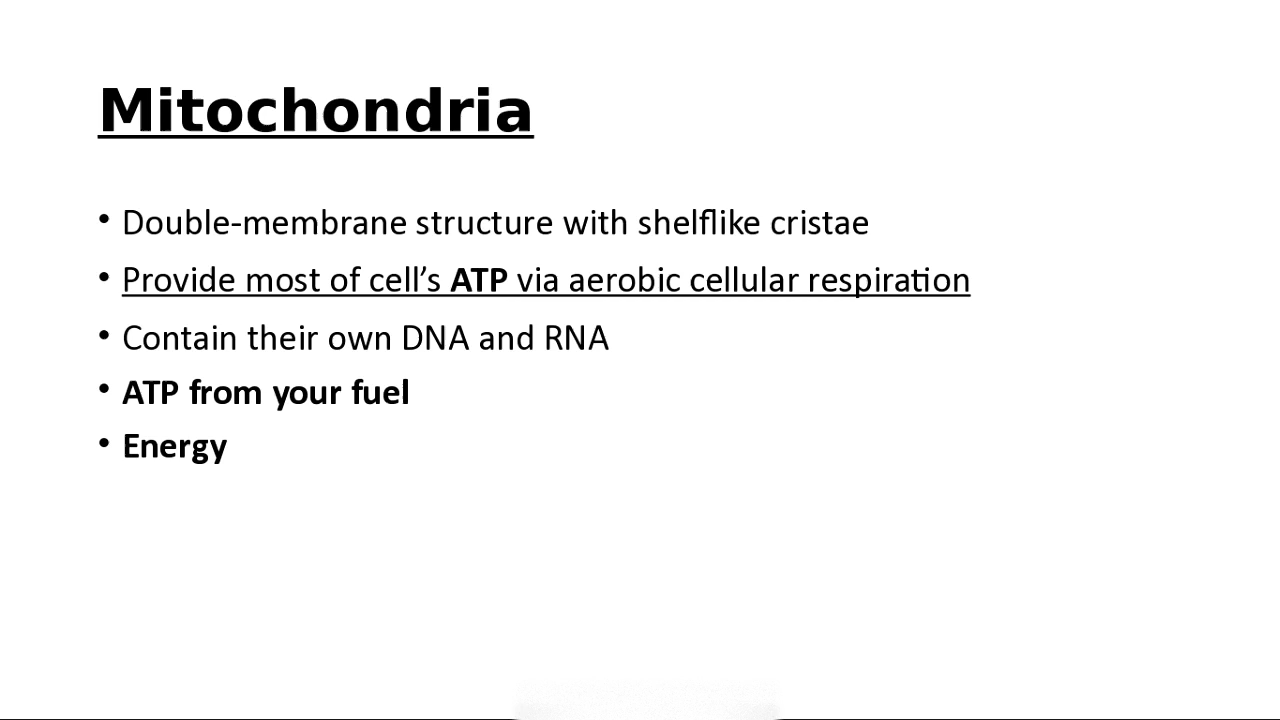 Mitochondria
• Double-membrane structure with shelflike cristae
• Provide most of cell’s ATP via aerobic cellular respiration
• Contain their own DNA and RNA
• ATP from your fuel
• Energy